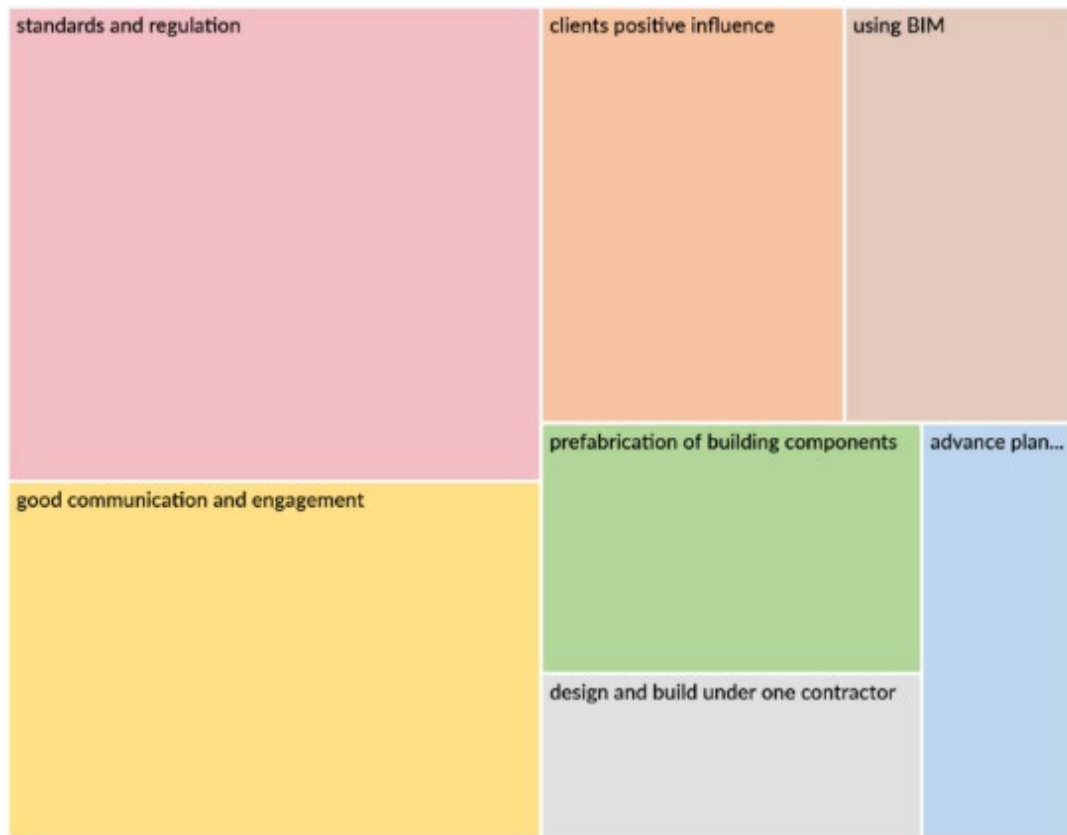 standards and regulation
clients positive influence
using BIM
prefabrication of building components
advance plan...
good communication and engagement
design and build under one contractor